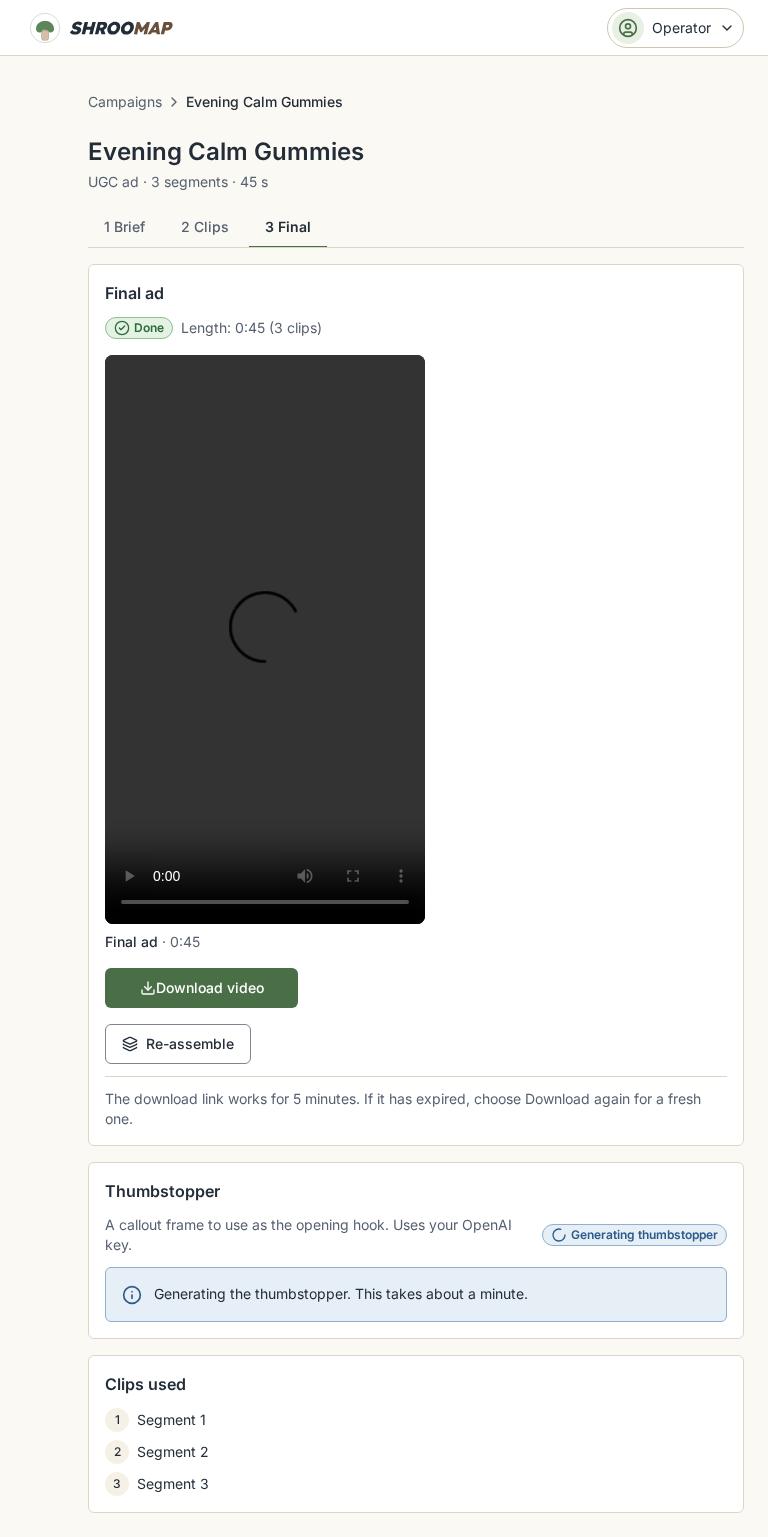 SHROOMAP
Operator
Campaigns
Evening Calm Gummies
Evening Calm Gummies
UGC ad · 3 segments · 45 s
1 Brief
2 Clips
3 Final
Final ad
Done
Length: 0:45 (3 clips)
0:00
Final ad · 0:45
Download video
Re-assemble
The download link works for 5 minutes. If it has expired, choose Download again for a fresh
one.
Thumbstopper
A callout frame to use as the opening hook. Uses your OpenAI
key.
Generating thumbstopper
Generating the thumbstopper. This takes about a minute.
Clips used
1 Segment 1
2 Segment 2
3 Segment 3